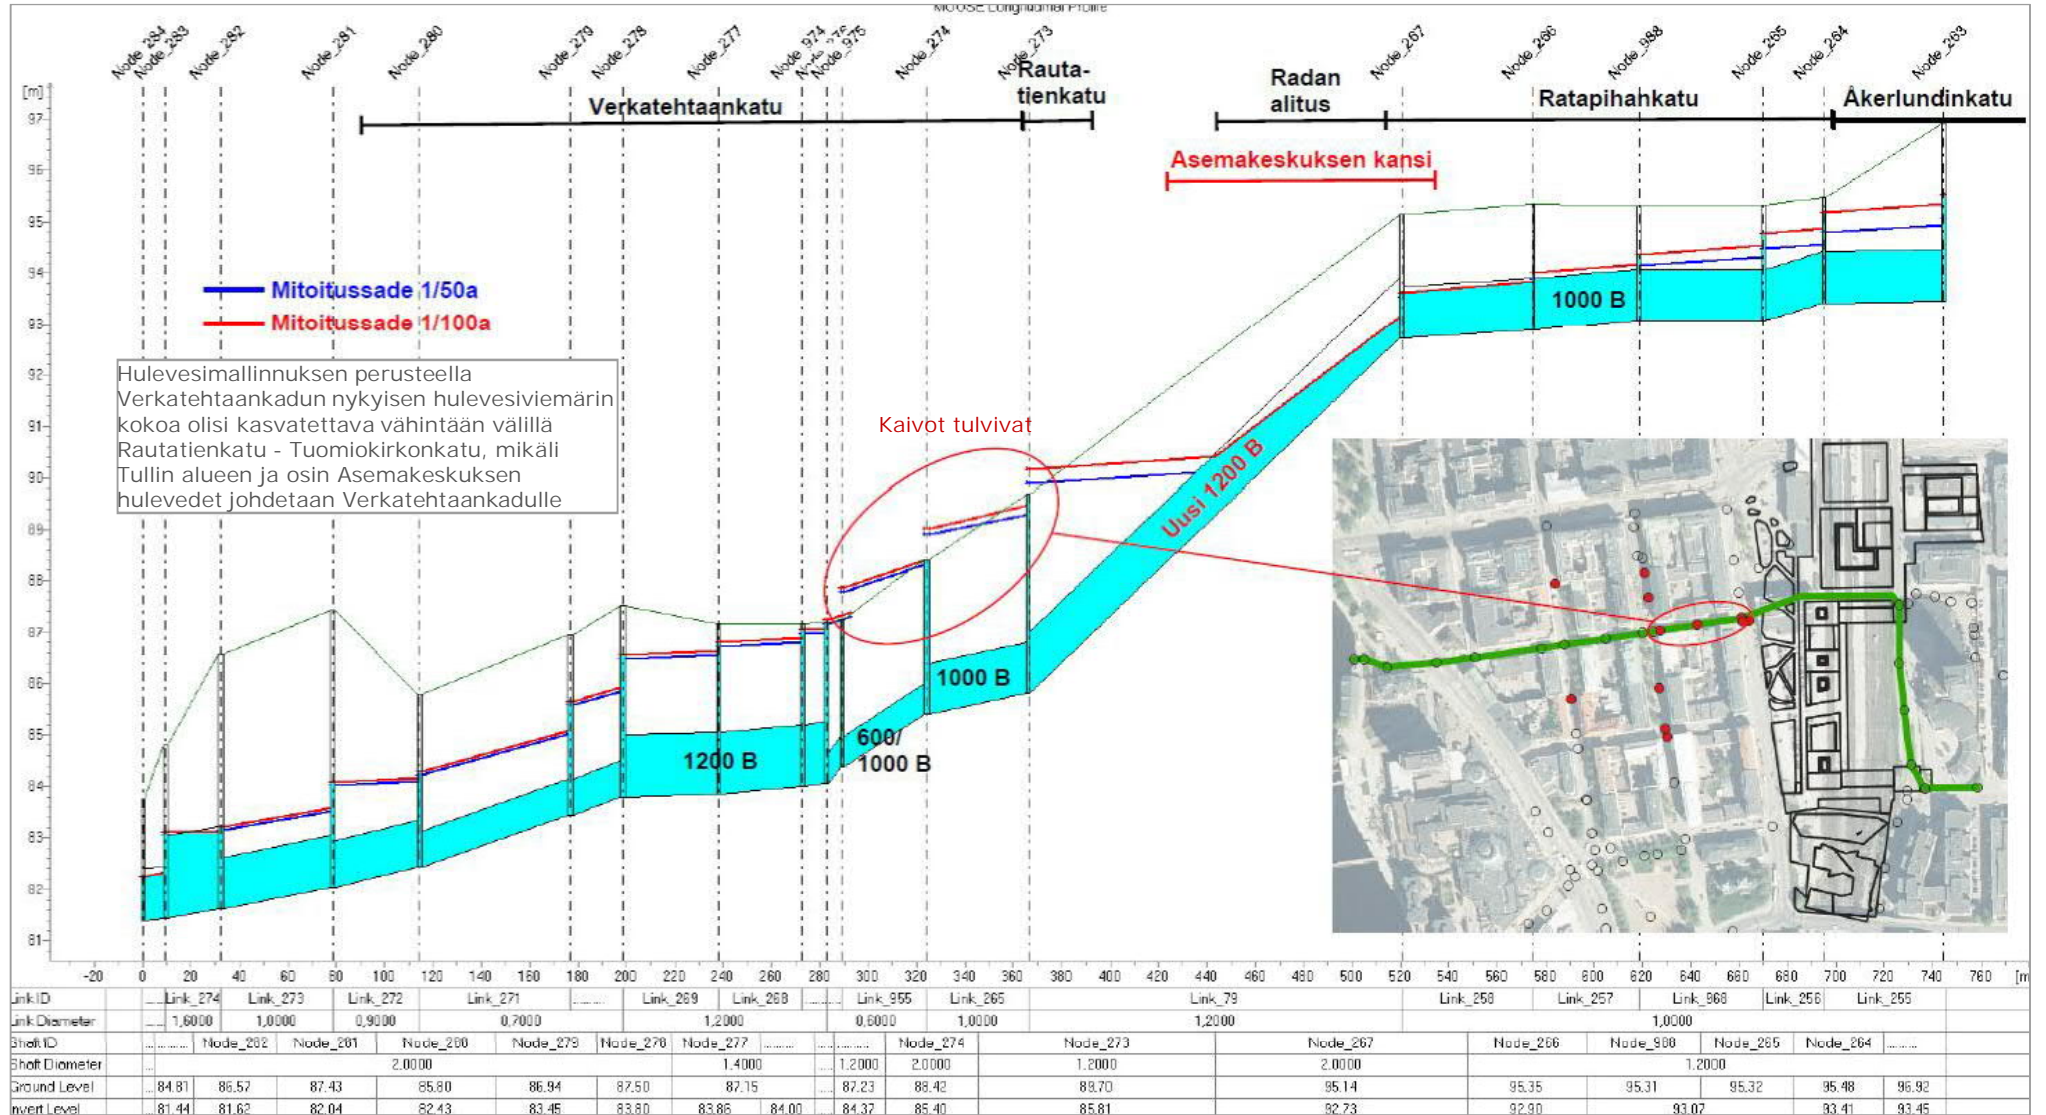 MOUSE Longitudinal Profile
Node_284 Node_283 Node_282 Node_281 Node_280 Node_279 Node_278 Node_277 Node_974 Node_975 Node_274 Node_273 Node_267 Node_266 Node_988 Node_265 Node_264 Node_263
[m]
97
96
95
94
93
92
91
90
89
88
87
86
85
84
83
82
81
Verkatehtaankatu
Rauta-
tienkatu
Radan
alitus
Ratapihankatu
Åkerlundinkatu
Asemakeskuksen kansi
Mitoitussade 1/50a
Mitoitussade 1/100a
Hulevesimallinnuksen perusteella
Verkatehtaankadun nykyisen hulevesiviemärin
kokoa olisi kasvatettava vähintään välillä
Rautatienkatu - Tuomiokirkonkatu, mikäli
Tullin alueen ja osin Asemakeskuksen
hulevedet johdetaan Verkatehtaankadulle
Kaivot tulvivat
1000 B
Uusi 1200 B
1000 B
1200 B
600/
1000 B
-20 0 20 40 60 80 100 120 140 160 180 200 220 240 260 280 300 320 340 360 380 400 420 440 460 480 500 520 540 560 580 600 620 640 660 680 700 720 740 760 [m
Link ID Link_274 Link_273 Link_272 Link_271 Link_269 Link_268 Link_955 Link_265 Link_79 Link_258 Link_257 Link_968 Link_256 Link_255
Link Diameter 1,6000 1,0000 0,9000 0,7000 1,2000 0,6000 1,0000 1,2000 1,0000
Shaft ID Node_282 Node_281 Node_280 Node_279 Node_278 Node_277 Node_274 Node_273 Node_267 Node_266 Node_988 Node_265 Node_264
Shaft Diameter 2.0000 1.4000 1.2000 2.0000 1.2000 2.0000 1.2000
Ground Level 84.81 86.57 87.43 85.80 86.94 87.50 87.15 87.23 88.42 89.70 95.14 95.35 95.31 95.32 95.48 96.92
nvert Level 81.44 81.62 82.04 82.43 83.45 83.80 83.86 84.00 84.37 85.40 85.81 92.73 92.90 93.07 93.41 93.45